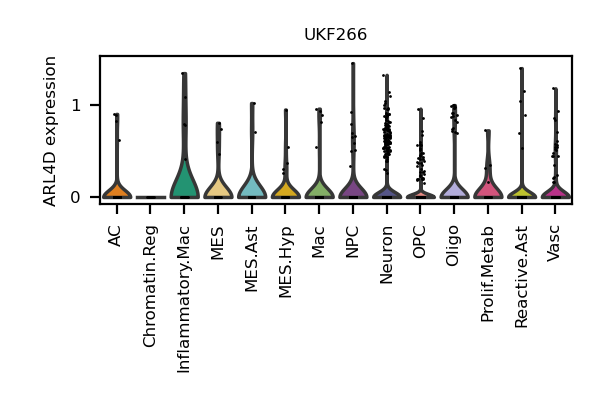 UKF266
ARL4D expression
1
0
AC
Chromatin.Reg
Inflammatory.Mac
MES
MES.Ast
MES.Hyp
Mac
NPC
Neuron
OPC
Oligo
Prolif.Metab
Reactive.Ast
Vasc